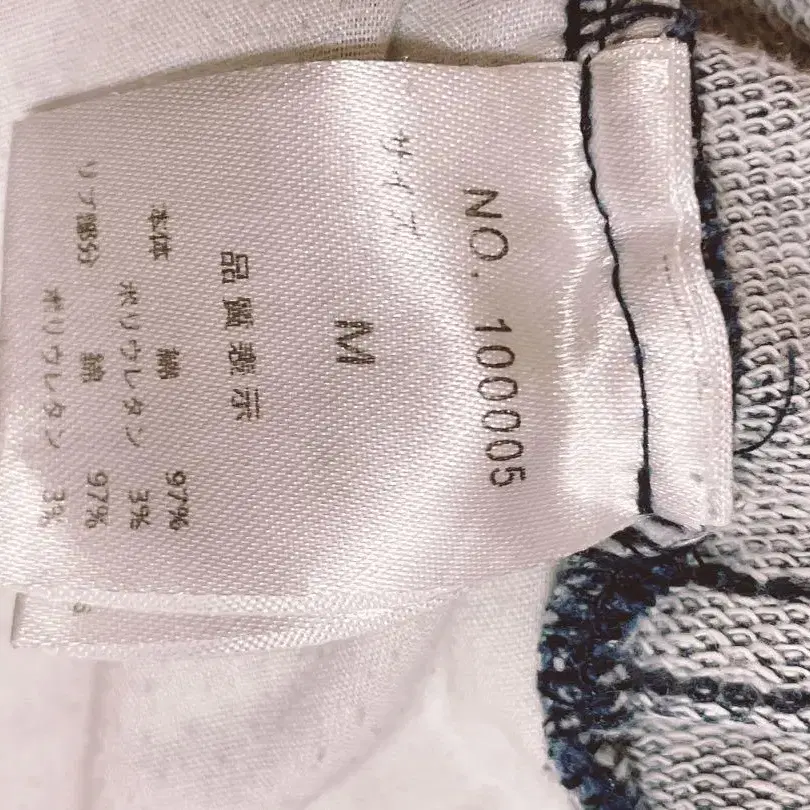 NO. 100005
サイズ
M
品質表示
本体 綿 97%
ポリウレタン 3%
リブ部分 綿 97%
ポリウレタン 3%